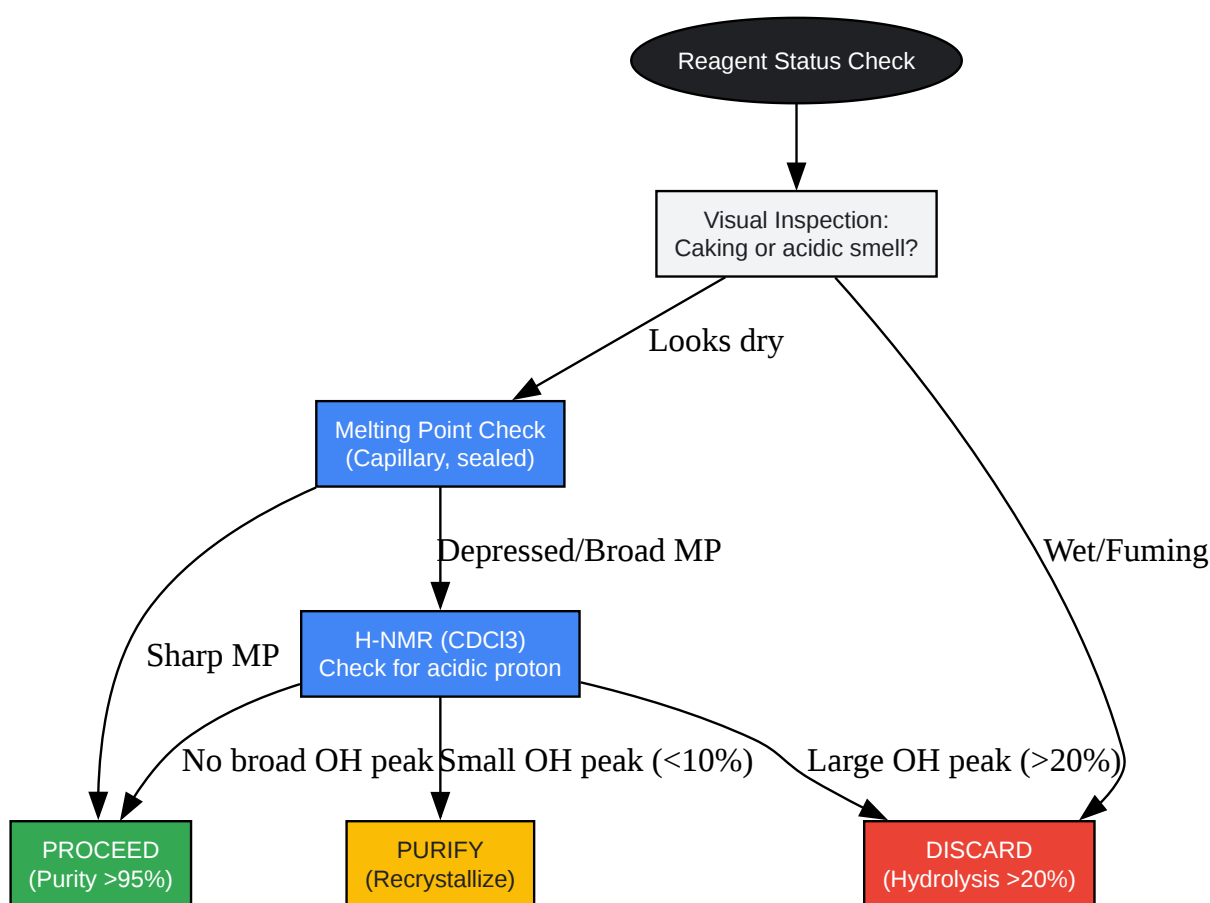 Reagent Status Check
Visual Inspection:
Caking or acidic smell?
Looks dry
Melting Point Check
(Capillary, sealed)
Depressed/Broad MP
Wet/Fuming
H-NMR (CDCl3)
Check for acidic proton
Sharp MP
No broad OH peak
Small OH peak (<10%)
Large OH peak (>20%)
PROCEED
(Purity >95%)
PURIFY
(Recrystallize)
DISCARD
(Hydrolysis >20%)